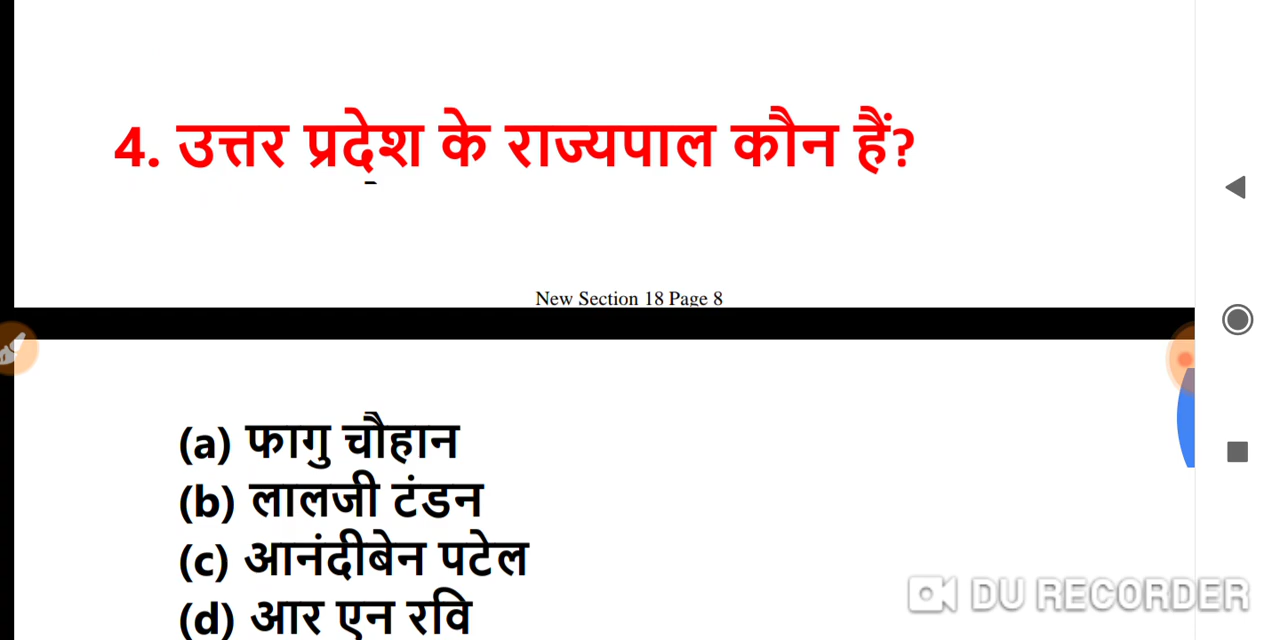 4. उत्तर प्रदेश के राज्यपाल कौन हैं?
New Section 18 Page 8
(a) फागु चौहान
(b) लालजी टंडन
(c) आनंदीबेन पटेल
(d) आर एन रवि
DU RECORDER